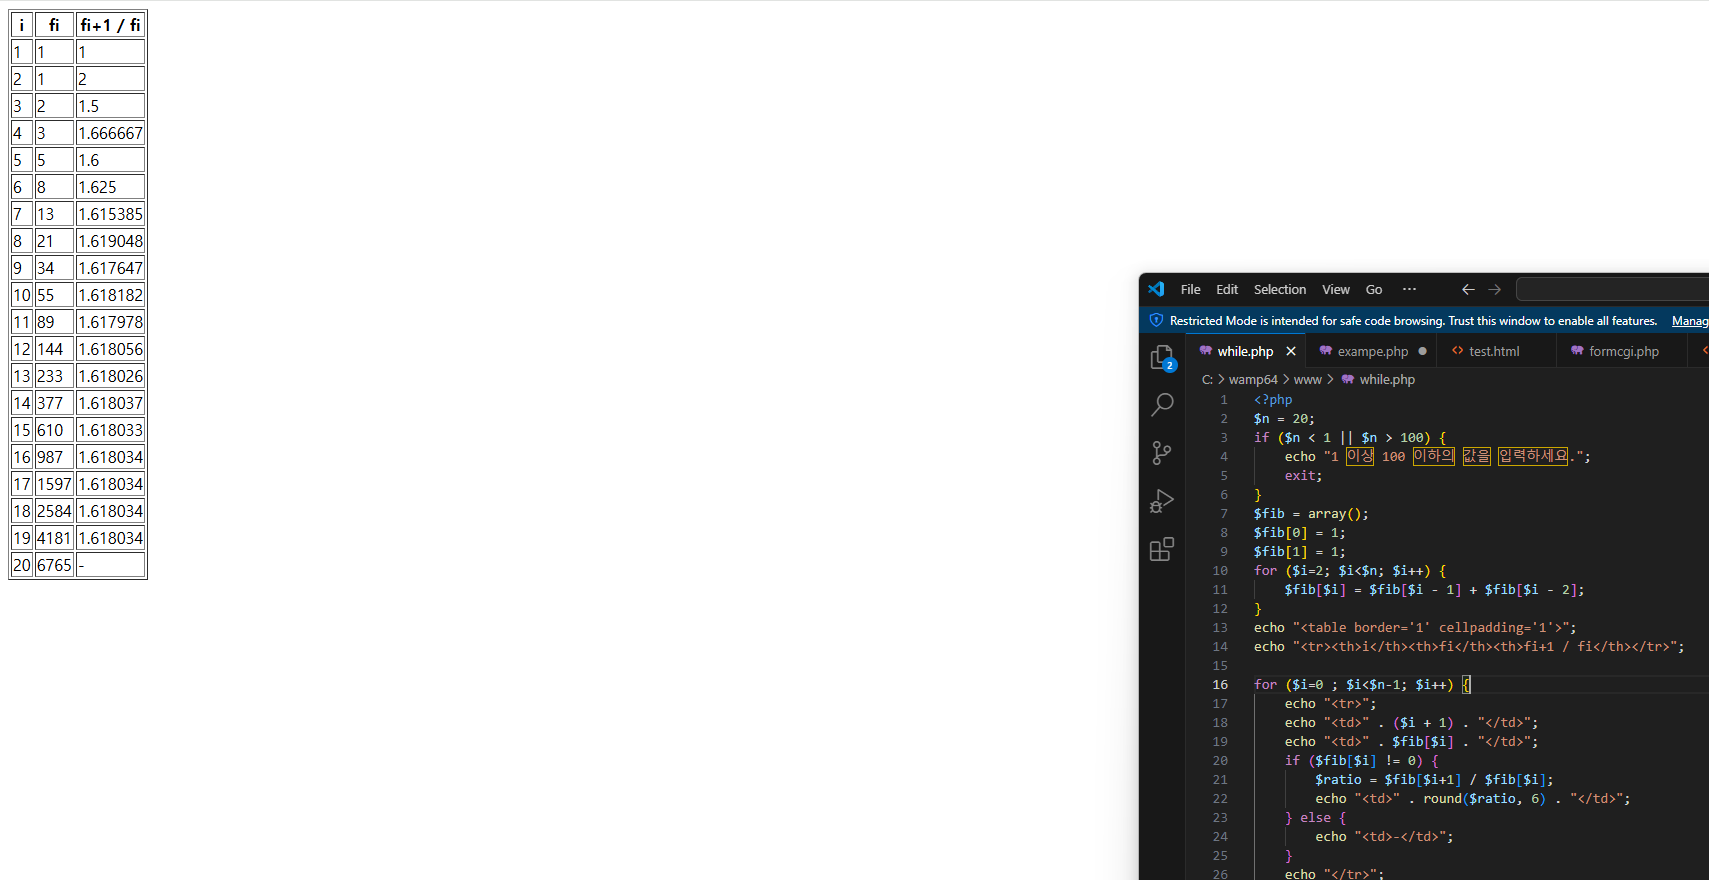 i fi fi+1 / fi
1 1 1
2 1 2
3 2 1.5
4 3 1.666667
5 5 1.6
6 8 1.625
7 13 1.615385
8 21 1.619048
9 34 1.617647
10 55 1.618182
11 89 1.617978
12 144 1.618056
13 233 1.618026
14 377 1.618037
15 610 1.618033
16 987 1.618034
17 1597 1.618034
18 2584 1.618034
19 4181 1.618034
20 6765 -
File Edit Selection View Go ···
Restricted Mode is intended for safe code browsing. Trust this window to enable all features. Manag
while.php exampe.php test.html formcgi.php
2
C: > wamp64 > www > while.php
1 <?php
2 $n = 20;
3 if ($n < 1 || $n > 100) {
4 echo "1 이상 100 이하의 값을 입력하세요.";
5 exit;
6 }
7 $fib = array();
8 $fib[0] = 1;
9 $fib[1] = 1;
10 for ($i=2; $i<$n; $i++) {
11 $fib[$i] = $fib[$i - 1] + $fib[$i - 2];
12 }
13 echo "<table border='1' cellpadding='1'>";
14 echo "<tr><th>i</th><th>fi</th><th>fi+1 / fi</th></tr>";
15
16 for ($i=0 ; $i<$n-1; $i++) {
17 echo "<tr>";
18 echo "<td>" . ($i + 1) . "</td>";
19 echo "<td>" . $fib[$i] . "</td>";
20 if ($fib[$i] != 0) {
21 $ratio = $fib[$i+1] / $fib[$i];
22 echo "<td>" . round($ratio, 6) . "</td>";
23 } else {
24 echo "<td>-</td>";
25 }
26 echo "</tr>";